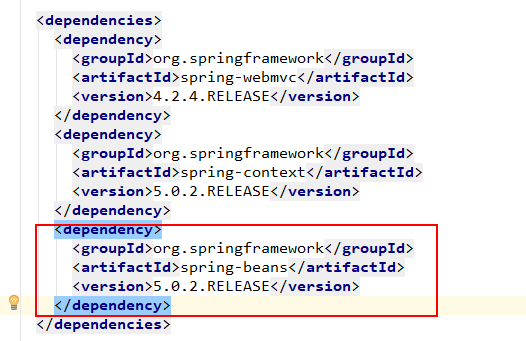 <dependencies>
<dependency>
<groupId>org.springframework</groupId>
<artifactId>spring-webmvc</artifactId>
<version>4.2.4.RELEASE</version>
</dependency>
<dependency>
<groupId>org.springframework</groupId>
<artifactId>spring-context</artifactId>
<version>5.0.2.RELEASE</version>
</dependency>
<dependency>
<groupId>org.springframework</groupId>
<artifactId>spring-beans</artifactId>
<version>5.0.2.RELEASE</version>
</dependency>
</dependencies>